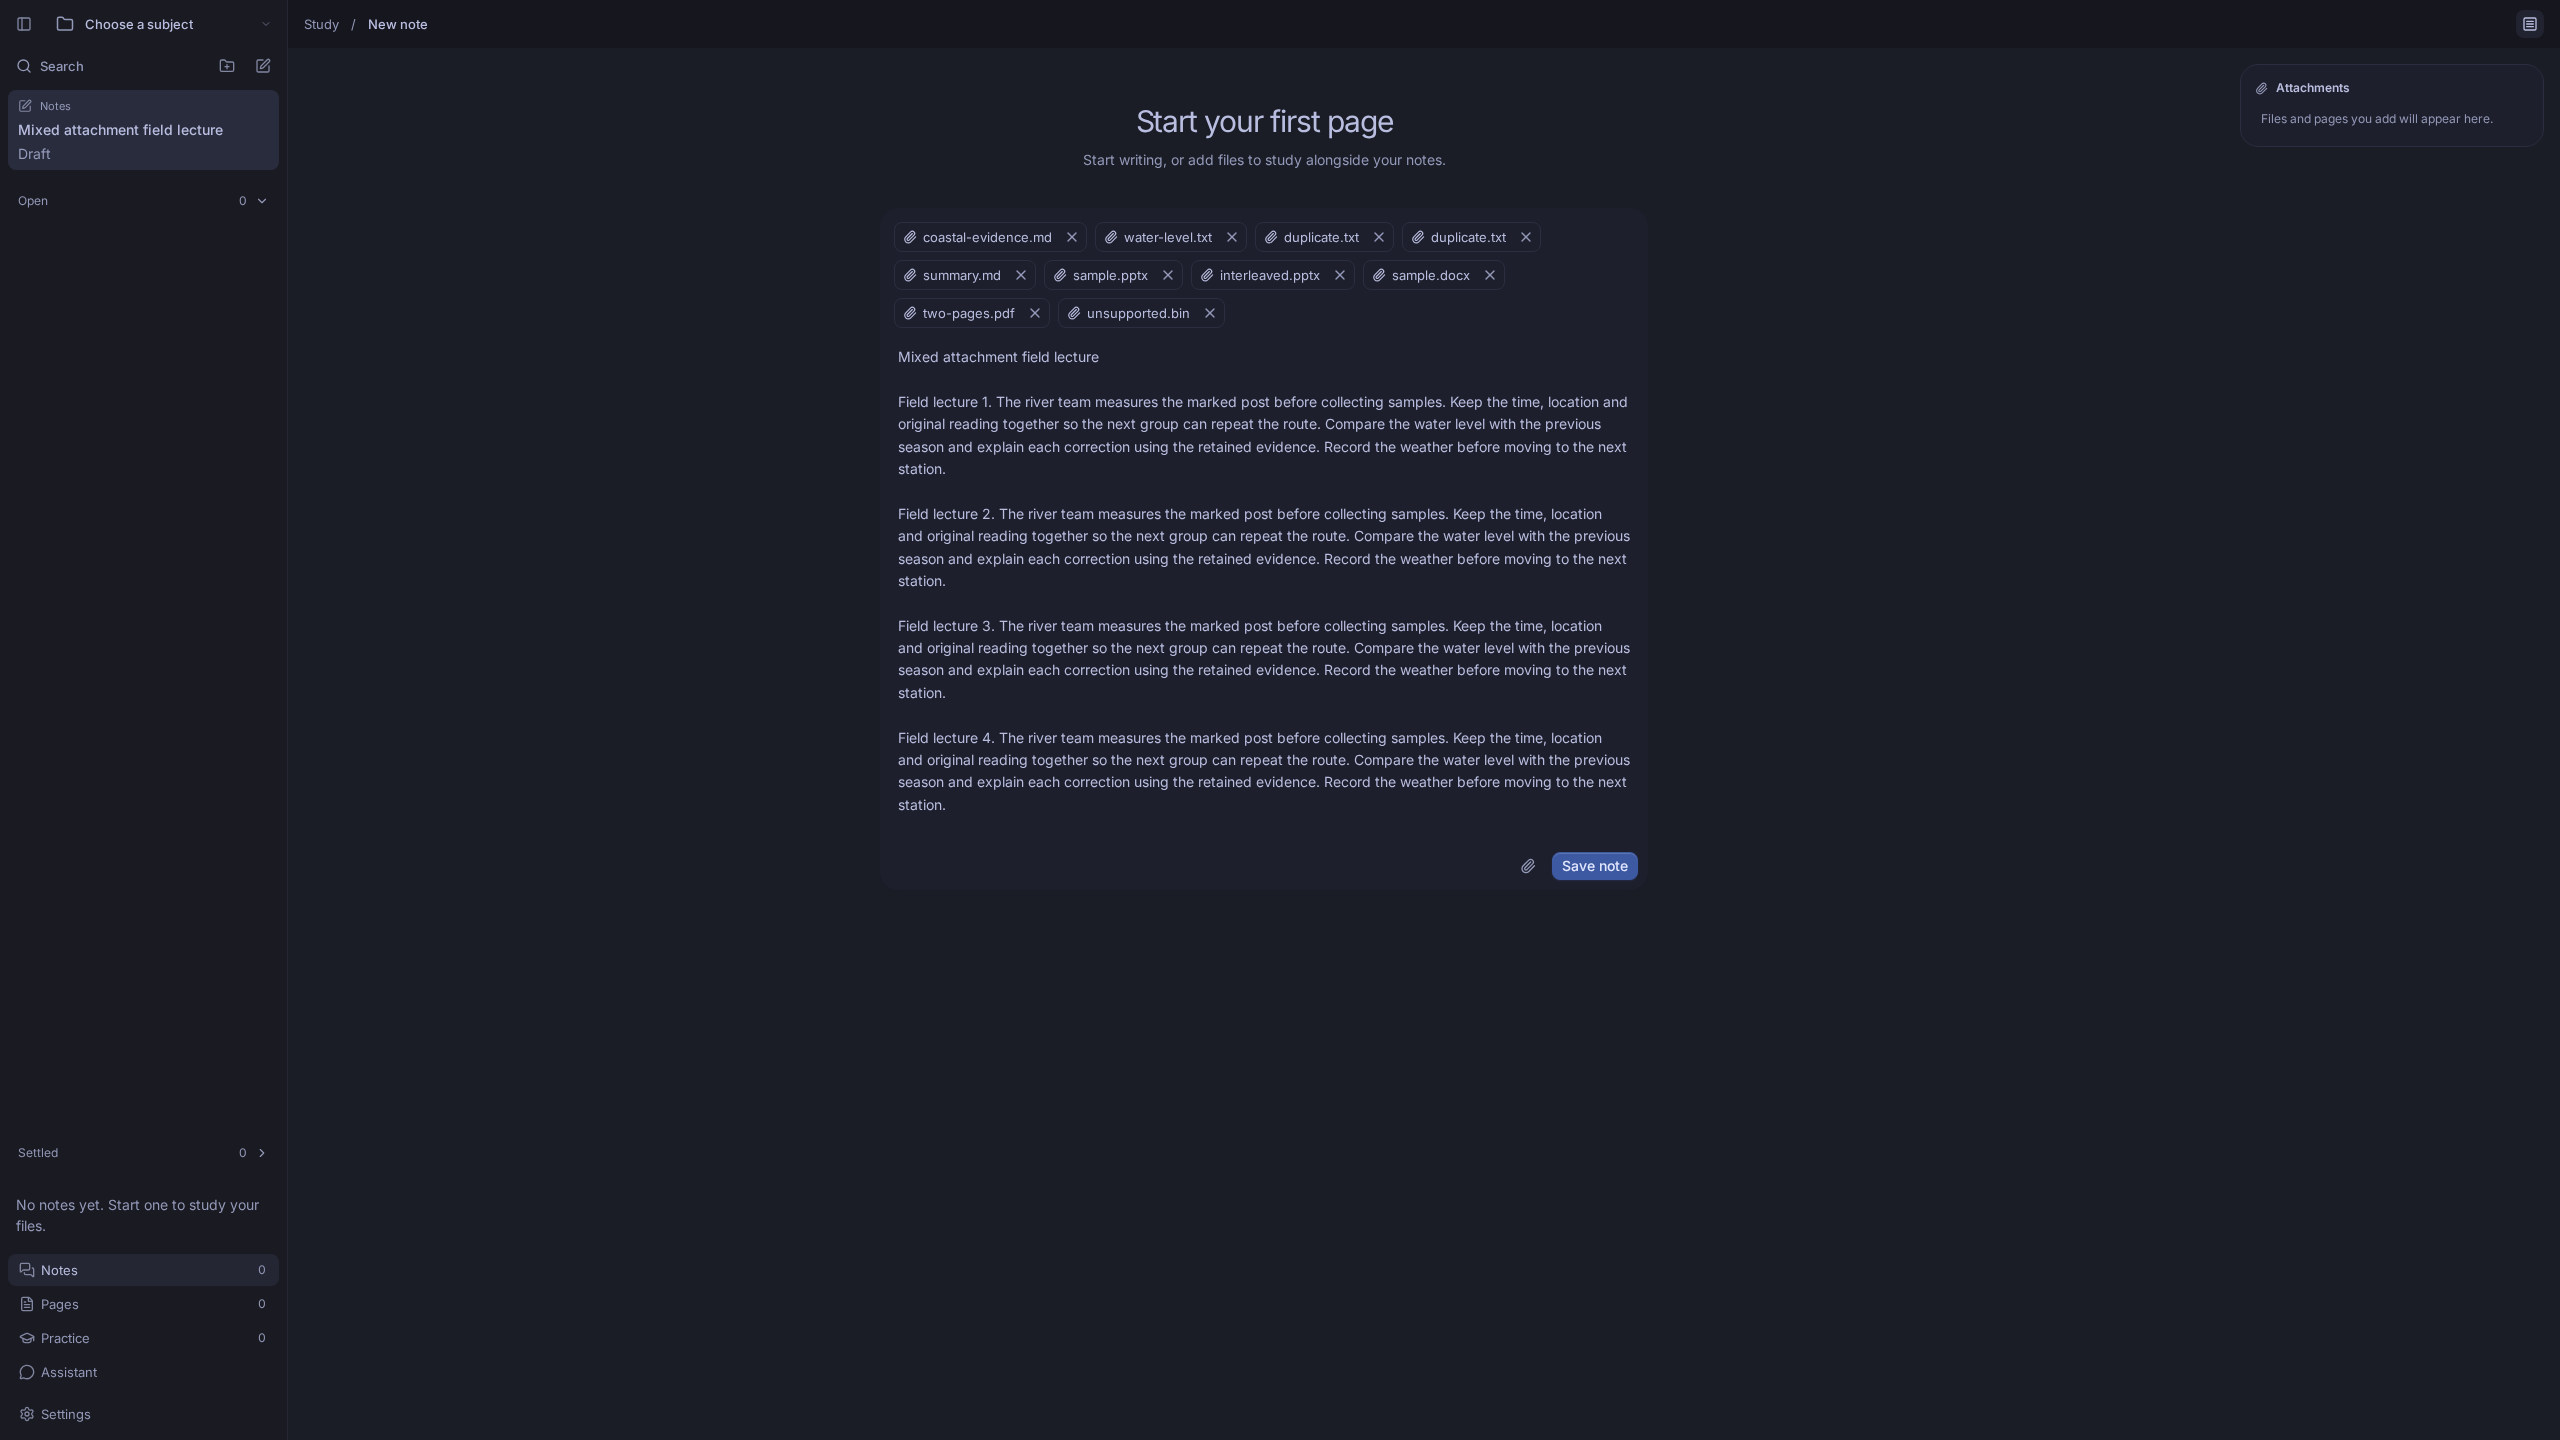 Choose a subject
Search
Notes
Mixed attachment field lecture
Draft
Open 0
Settled 0
No notes yet. Start one to study your
files.
Notes 0
Pages 0
Practice 0
Assistant
Settings
Study / New note
Start your first page
Start writing, or add files to study alongside your notes.
coastal-evidence.md water-level.txt duplicate.txt duplicate.txt
summary.md sample.pptx interleaved.pptx sample.docx
two-pages.pdf unsupported.bin
Mixed attachment field lecture
Field lecture 1. The river team measures the marked post before collecting samples. Keep the time, location and
original reading together so the next group can repeat the route. Compare the water level with the previous
season and explain each correction using the retained evidence. Record the weather before moving to the next
station.
Field lecture 2. The river team measures the marked post before collecting samples. Keep the time, location
and original reading together so the next group can repeat the route. Compare the water level with the previous
season and explain each correction using the retained evidence. Record the weather before moving to the next
station.
Field lecture 3. The river team measures the marked post before collecting samples. Keep the time, location
and original reading together so the next group can repeat the route. Compare the water level with the previous
season and explain each correction using the retained evidence. Record the weather before moving to the next
station.
Field lecture 4. The river team measures the marked post before collecting samples. Keep the time, location
and original reading together so the next group can repeat the route. Compare the water level with the previous
season and explain each correction using the retained evidence. Record the weather before moving to the next
station.
Save note
Attachments
Files and pages you add will appear here.